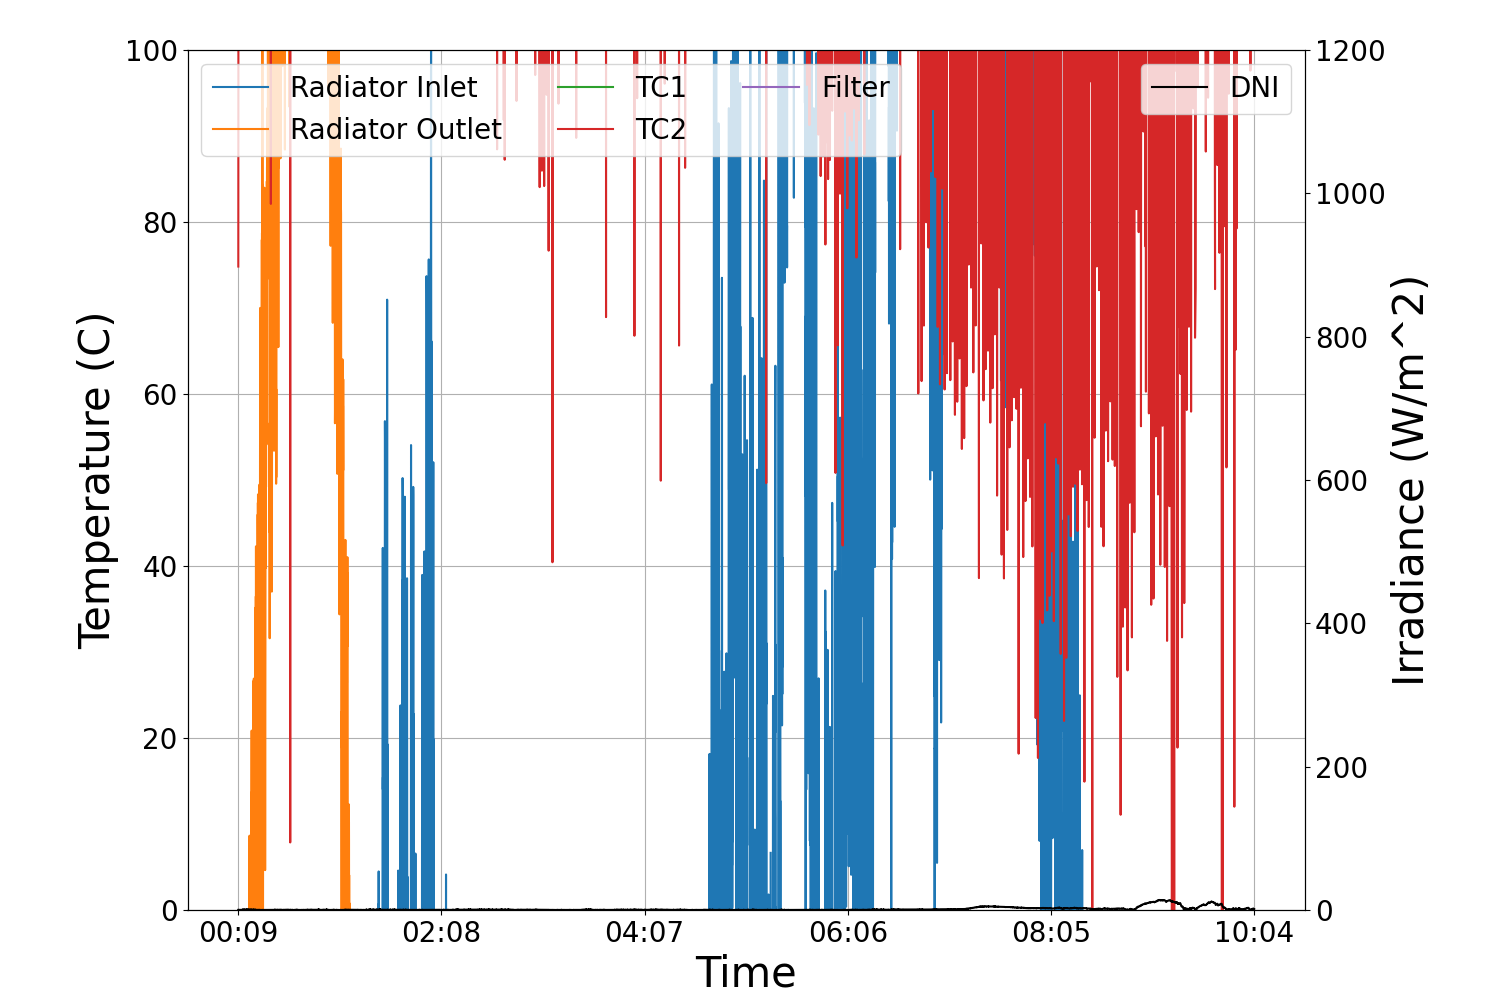 100
80
60
40
20
0
Temperature (C)
Radiator Inlet
Radiator Outlet
TC1
TC2
Filter
DNI
1200
1000
800
600
400
200
0
Irradiance (W/m^2)
00:09 02:08 04:07 06:06 08:05 10:04
Time